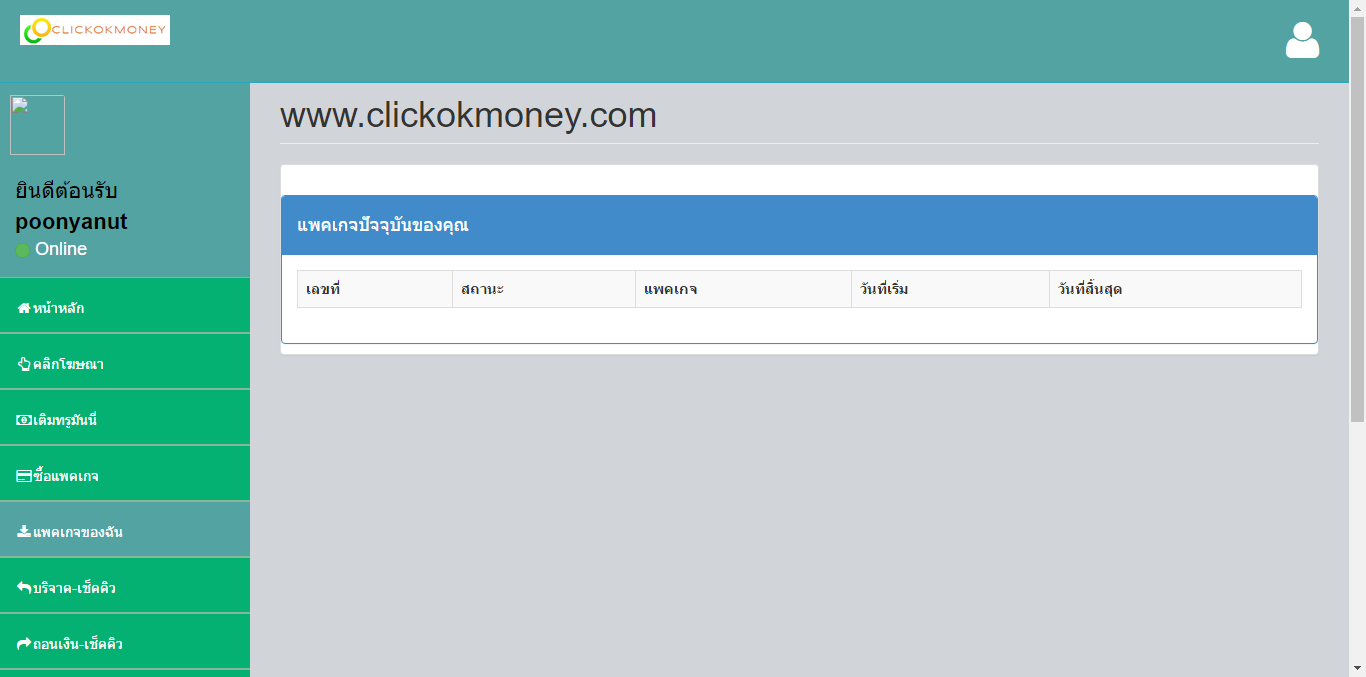 CLICKOKMONEY
ยินดีต้อนรับ
poonyanut
Online
หน้าหลัก
คลิกโฆษณา
เติมทรูมันนี่
ซื้อแพคเกจ
แพคเกจของฉัน
บริจาค-เช็คคิว
ถอนเงิน-เช็คคิว
www.clickokmoney.com
แพคเกจปัจจุบันของคุณ
เลขที่ สถานะ แพคเกจ วันที่เริ่ม วันที่สิ้นสุด